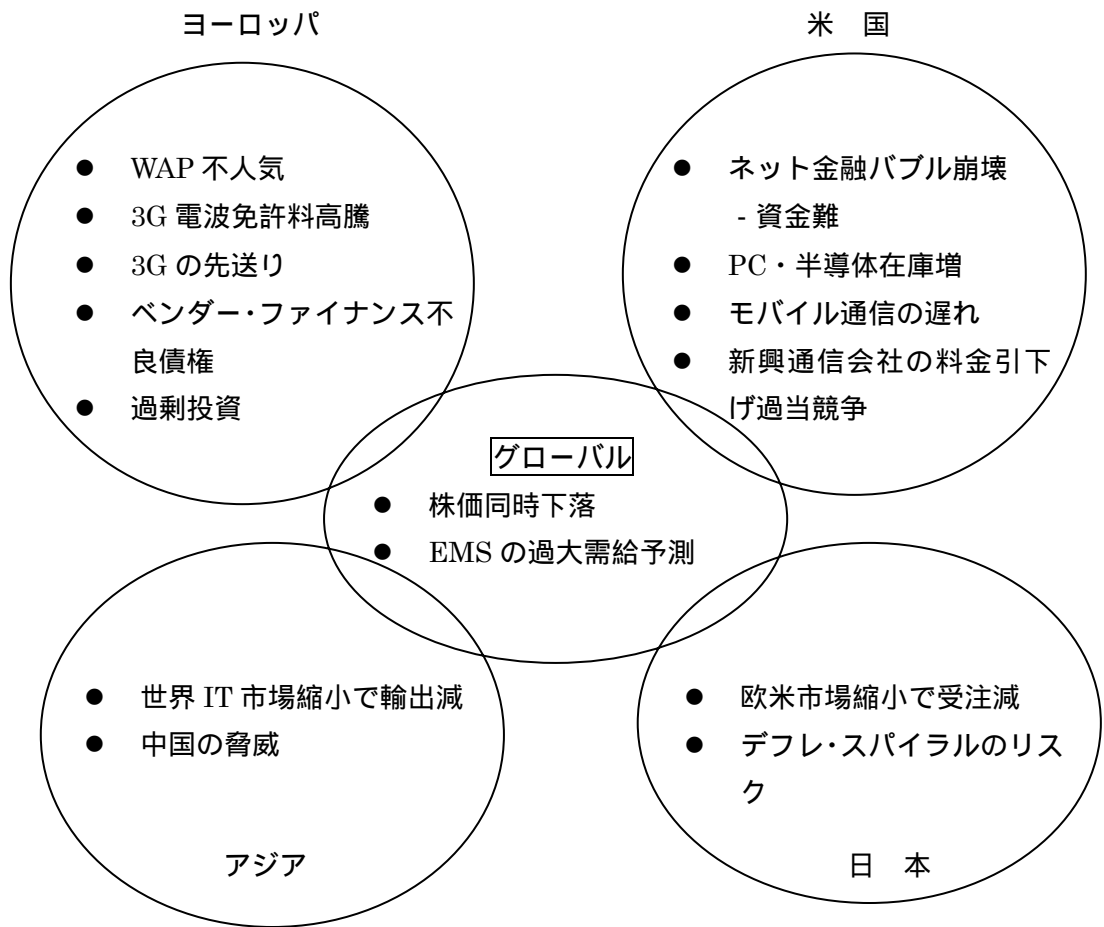 ヨーロッパ
● WAP 不人気
● 3G 電波免許料高騰
● 3G の先送り
● ベンダー・ファイナンス不
良債権
● 過剰投資
米　国
● ネット金融バブル崩壊
- 資金難
● PC・半導体在庫増
● モバイル通信の遅れ
● 新興通信会社の料金引下
げ過当競争
グローバル
● 株価同時下落
● EMS の過大需給予測
● 世界 IT 市場縮小で輸出減
● 中国の脅威
アジア
● 欧米市場縮小で受注減
● デフレ・スパイラルのリス
ク
日　本